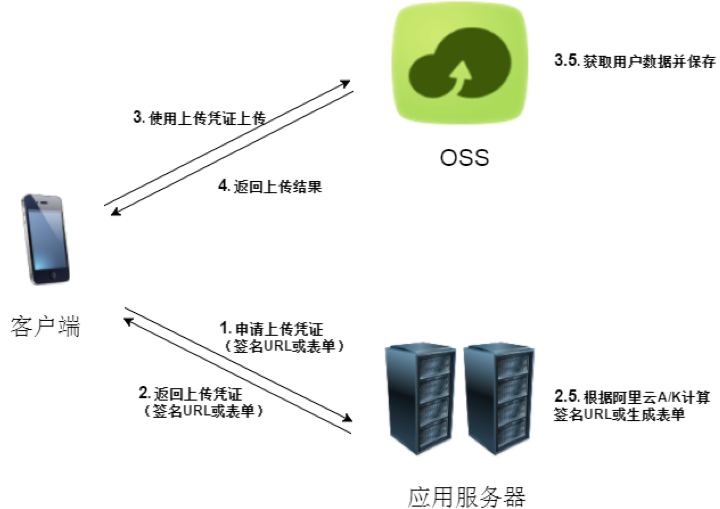 3.5. 获取用户数据并保存
3. 使用上传凭证上传
OSS
4. 返回上传结果
客户端
1. 申请上传凭证
（签名URL或表单）
2. 返回上传凭证
（签名URL或表单）
2.5. 根据阿里云A/K计算
签名URL或生成表单
应用服务器